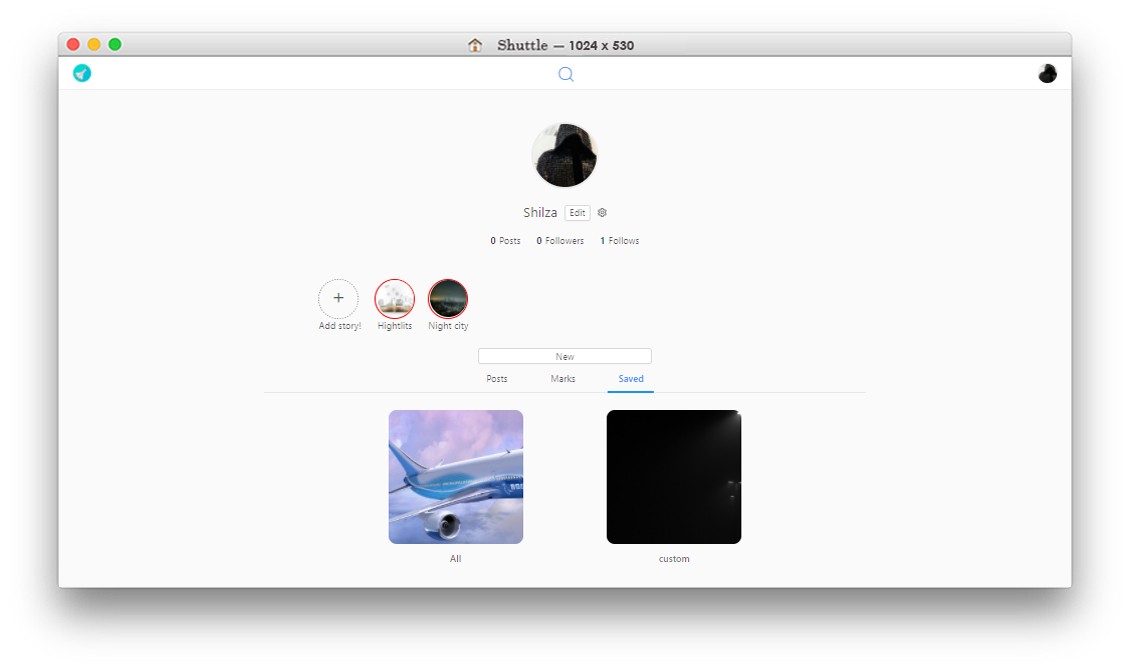 Shuttle — 1024 x 530
Shilza Edit
0 Posts 0 Followers 1 Follows
+
Add story! Hightlits Night city
New
Posts Marks Saved
All custom